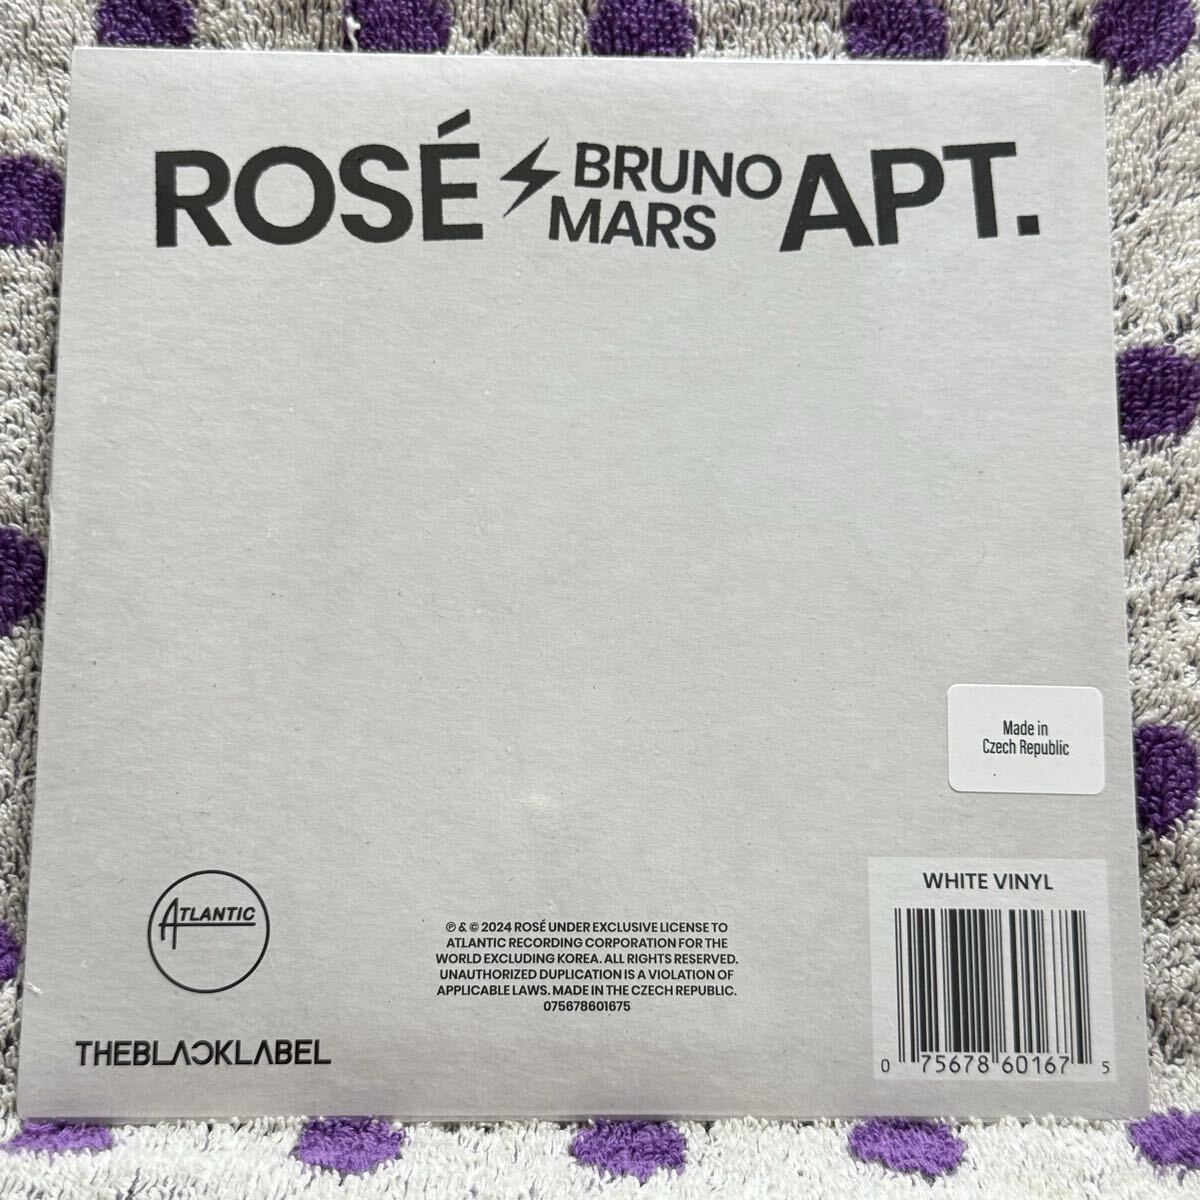 ROSÉ⚡BRUNO MARS APT.
Made in
Czech Republic
WHITE VINYL
0 75678 60167 5
ATLANTIC
THEBLACKLABEL
℗ & © 2024 ROSÉ UNDER EXCLUSIVE LICENSE TO
ATLANTIC RECORDING CORPORATION FOR THE
WORLD EXCLUDING KOREA. ALL RIGHTS RESERVED.
UNAUTHORIZED DUPLICATION IS A VIOLATION OF
APPLICABLE LAWS. MADE IN THE CZECH REPUBLIC.
075678601675